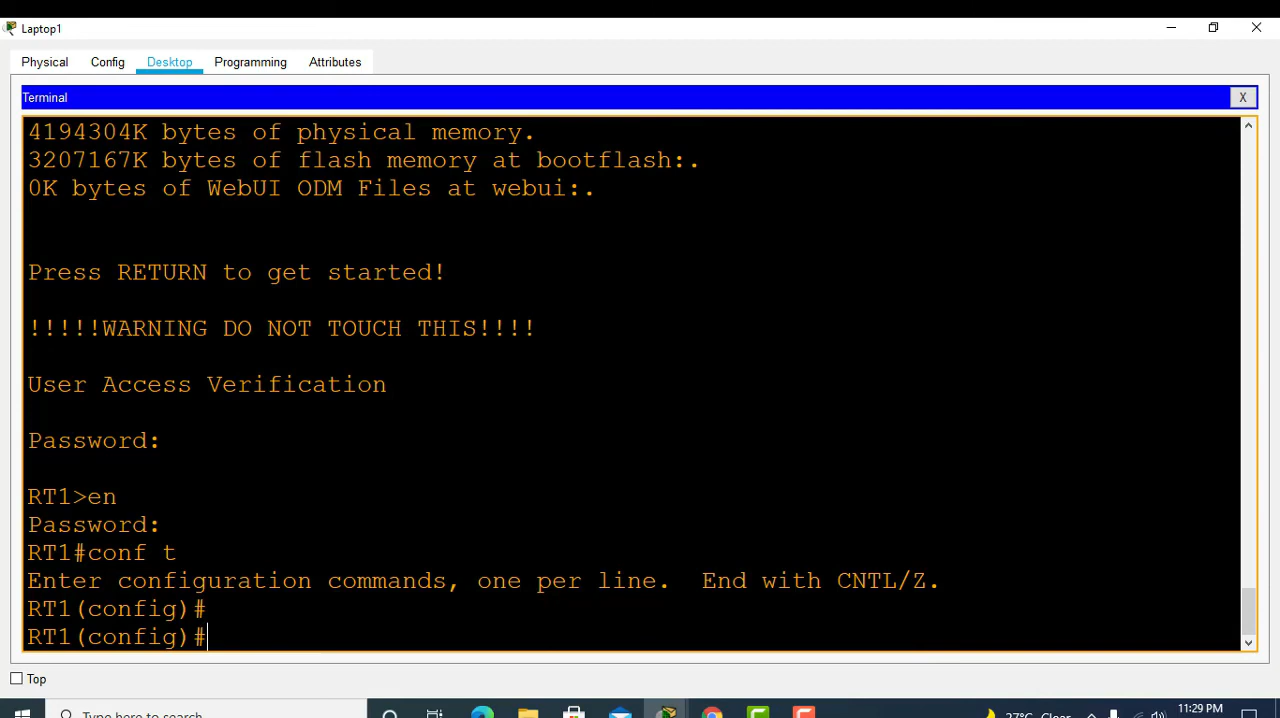 Laptop1
Physical Config Desktop Programming Attributes
Terminal X
4194304K bytes of physical memory.
3207167K bytes of flash memory at bootflash:.
0K bytes of WebUI ODM Files at webui:.
Press RETURN to get started!
!!!!!WARNING DO NOT TOUCH THIS!!!!
User Access Verification
Password:
RT1>en
Password:
RT1#conf t
Enter configuration commands, one per line.  End with CNTL/Z.
RT1(config)#
RT1(config)#
Top
Type here to search
27°C Clear
11:29 PM